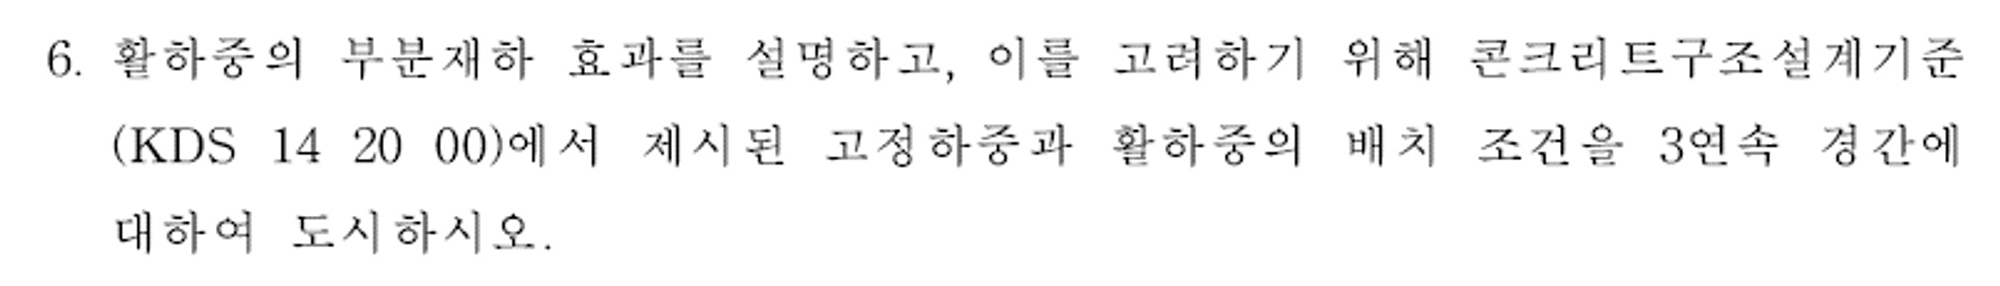 6. 활하중의 부분재하 효과를 설명하고, 이를 고려하기 위해 콘크리트구조설계기준
(KDS 14 20 00)에서 제시된 고정하중과 활하중의 배치 조건을 3연속 경간에
대하여 도시하시오.